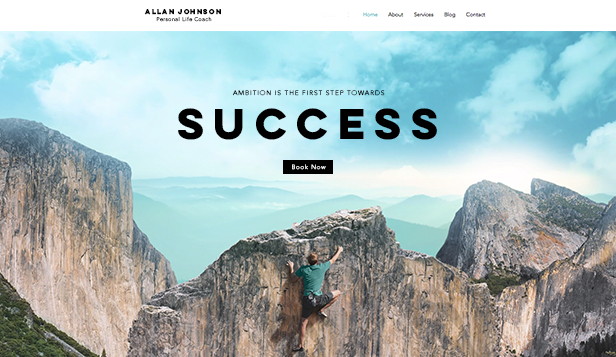 ALLAN JOHNSON
Personal Life Coach
Home About Services Blog Contact
AMBITION IS THE FIRST STEP TOWARDS
SUCCESS
Book Now